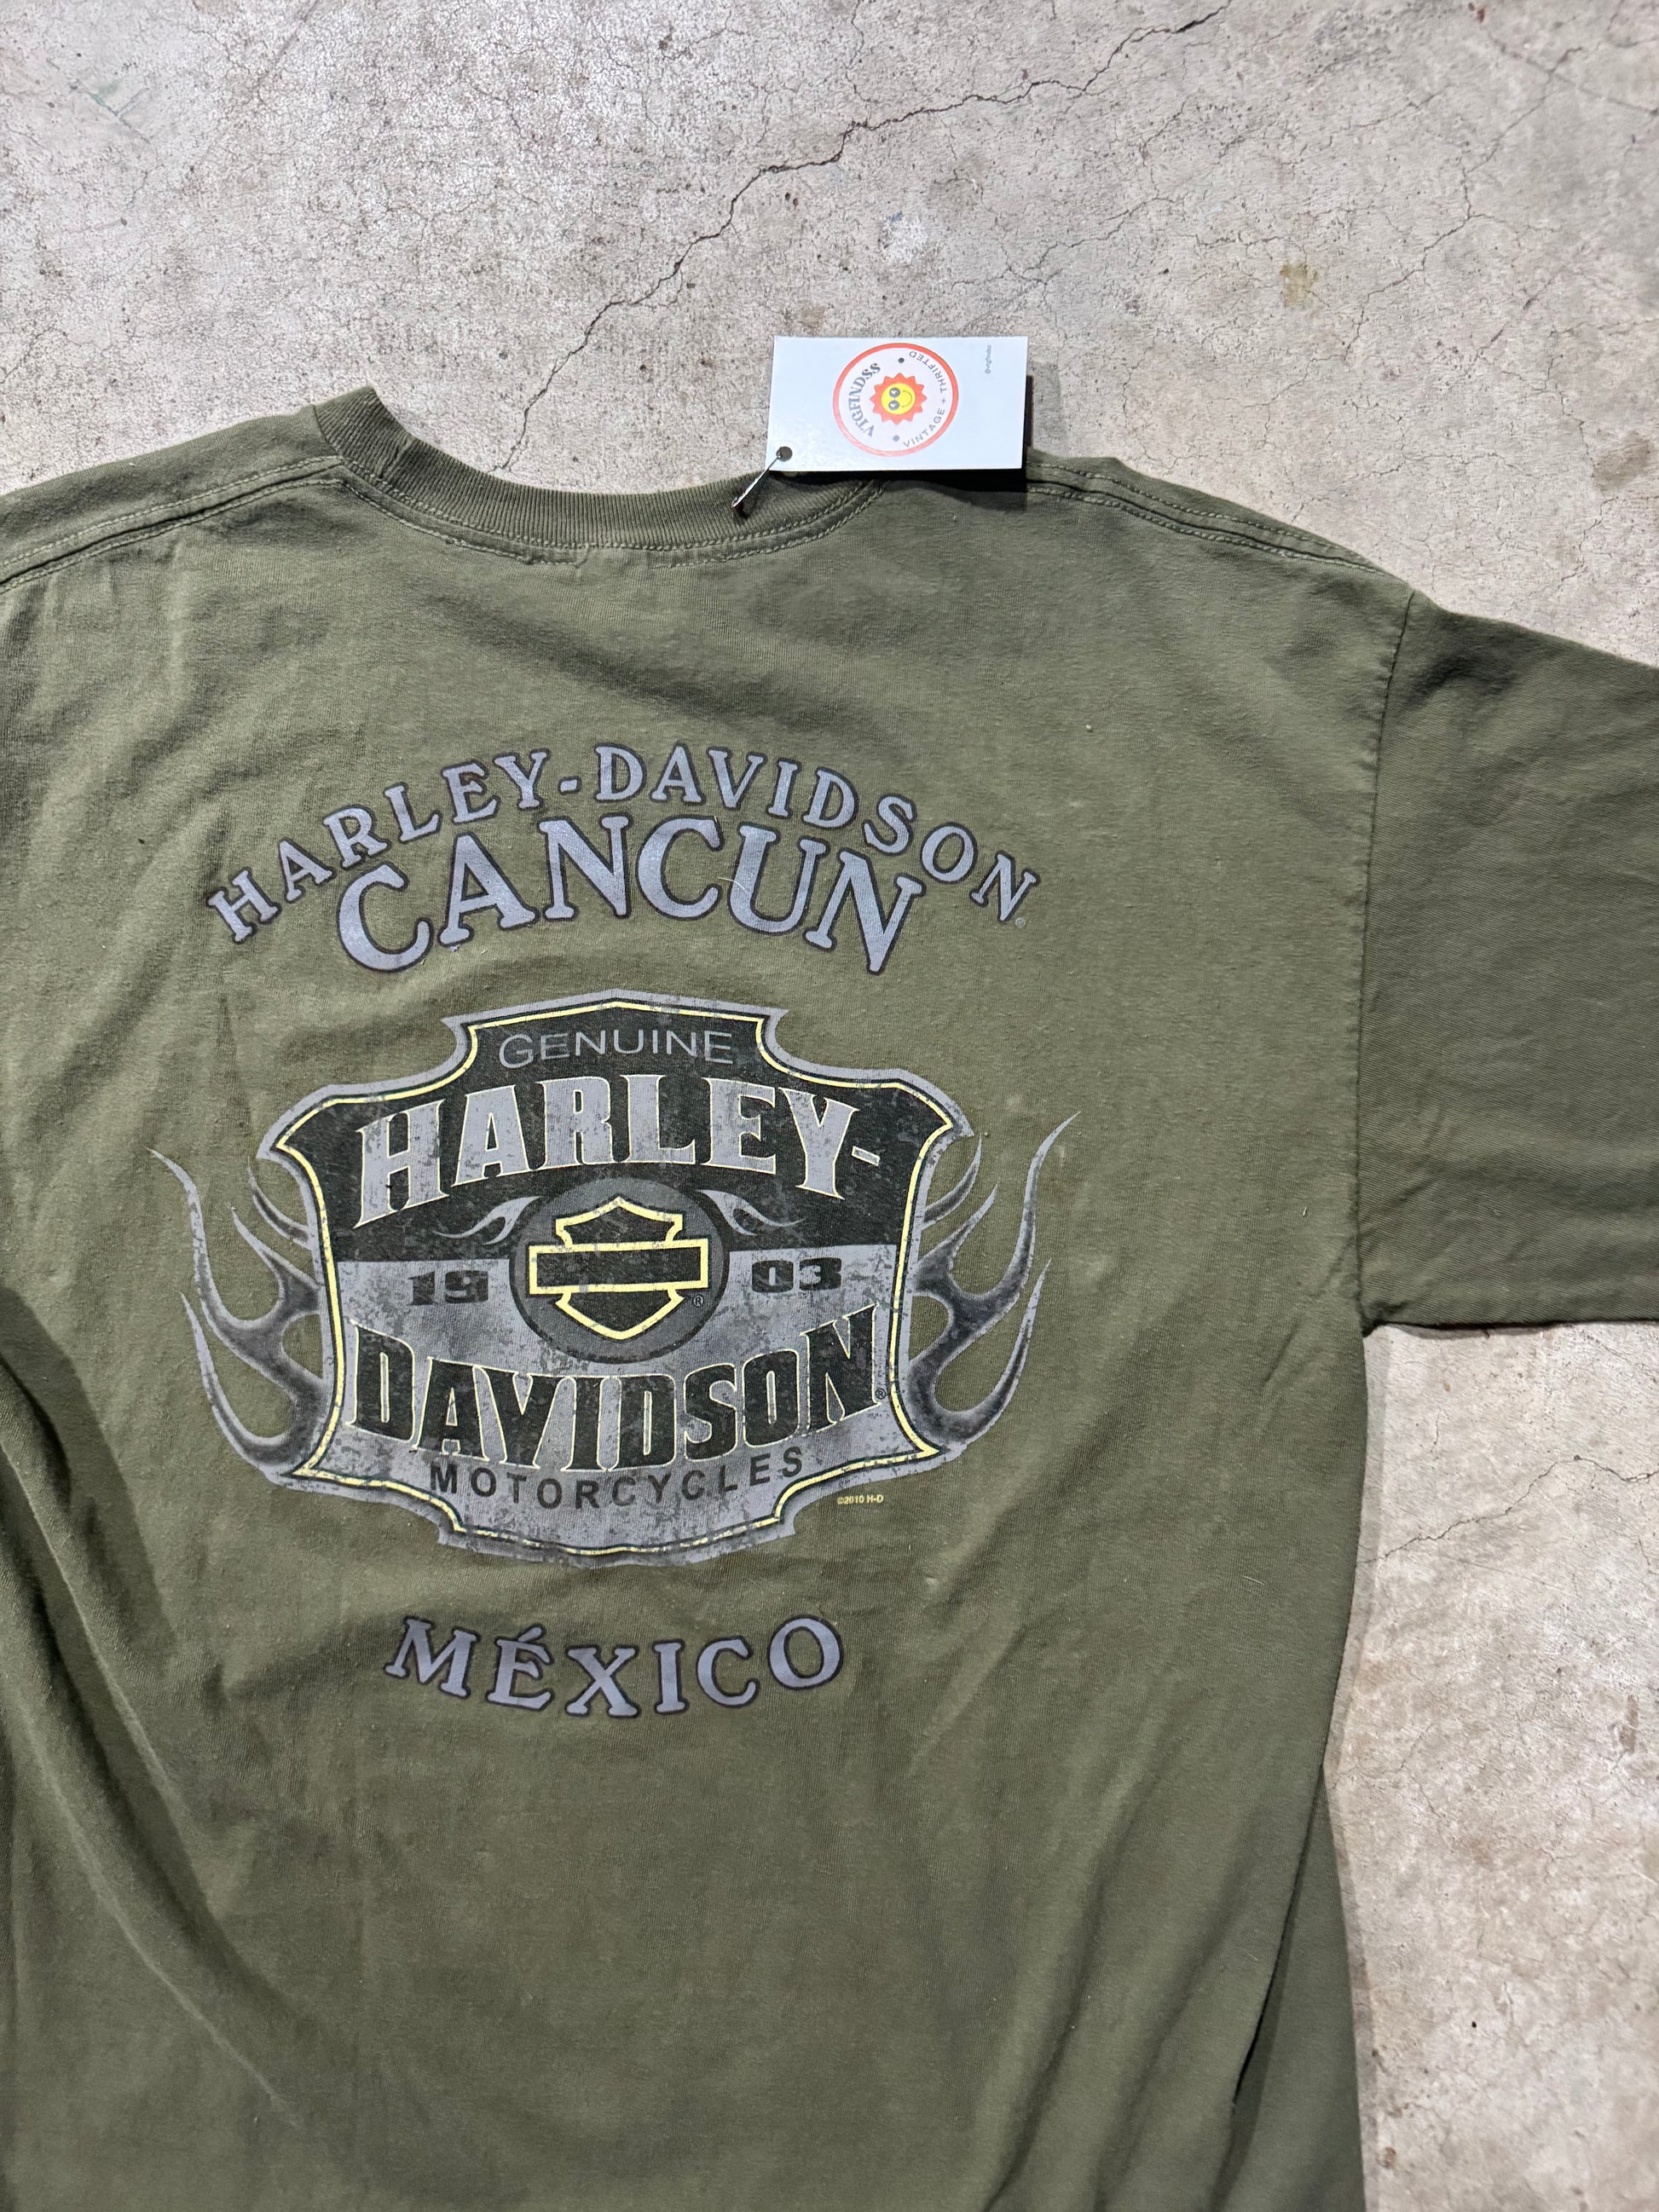 VTGFINDSS
VINTAGE + THRIFTED
HARLEY-DAVIDSON
CANCUN
GENUINE
HARLEY-
19 03
®
DAVIDSON®
MOTORCYCLES
©2010 H-D
MÉXICO